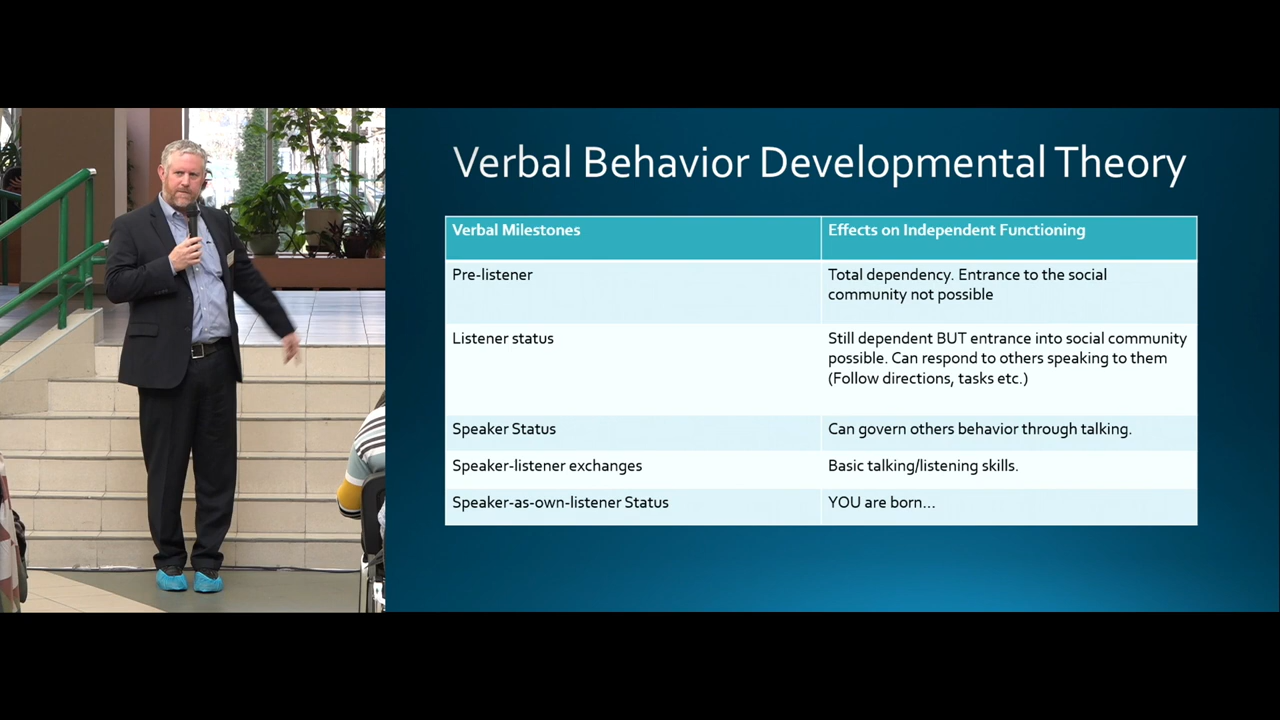 Verbal Behavior Developmental Theory
Verbal Milestones
Effects on Independent Functioning
Pre-listener
Total dependency. Entrance to the social
community not possible
Listener status
Still dependent BUT entrance into social community
possible. Can respond to others speaking to them
(Follow directions, tasks etc.)
Speaker Status
Can govern others behavior through talking.
Speaker-listener exchanges
Basic talking/listening skills.
Speaker-as-own-listener Status
YOU are born...